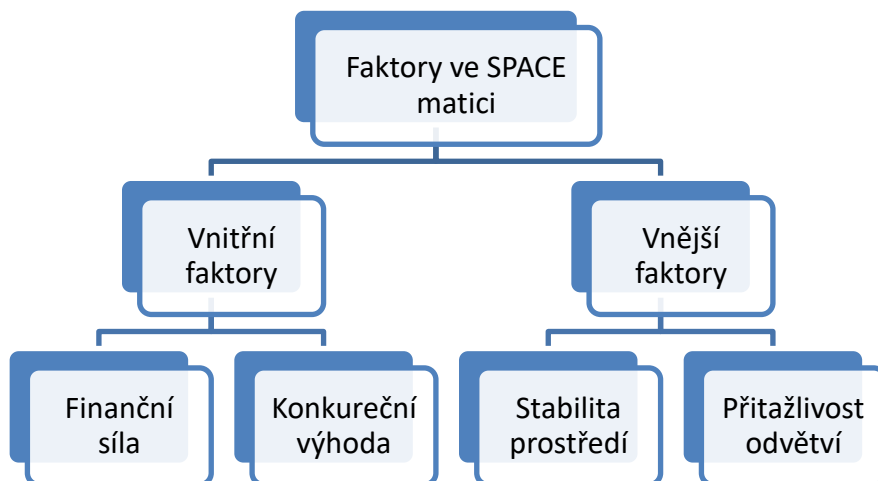 Faktory ve SPACE
matici
Vnitřní
faktory
Vnější
faktory
Finanční
síla
Konkureční
výhoda
Stabilita
prostředí
Přitažlivost
odvětví